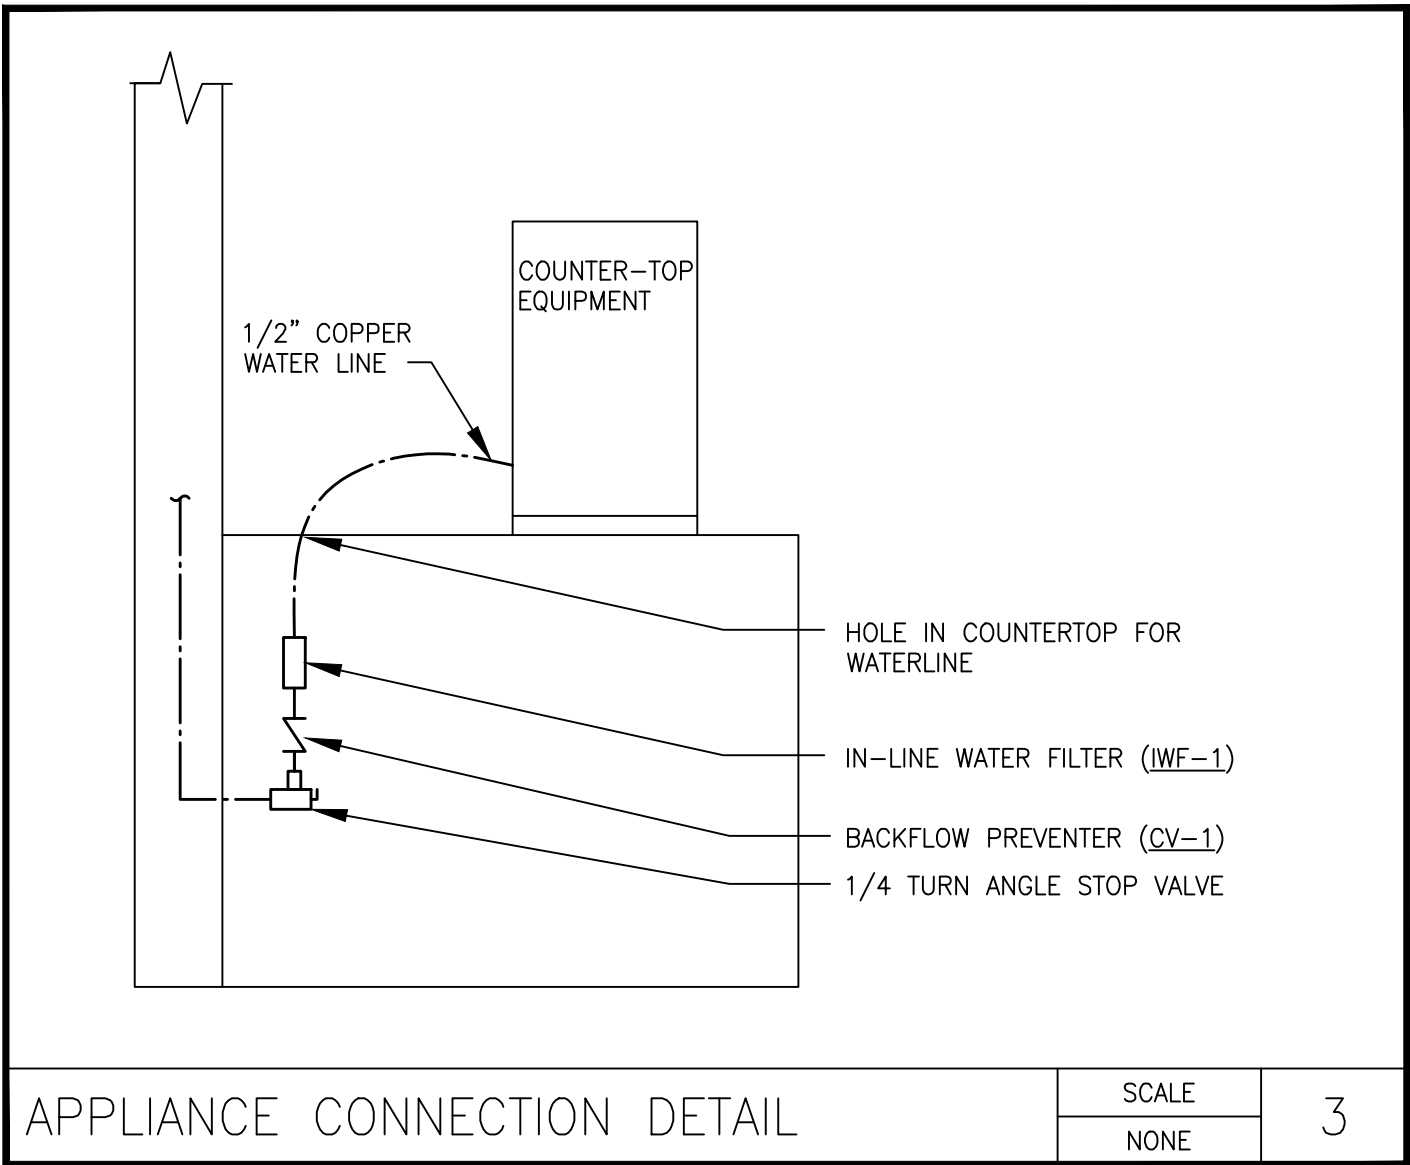 COUNTER-TOP
EQUIPMENT
1/2" COPPER
WATER LINE
HOLE IN COUNTERTOP FOR
WATERLINE
IN-LINE WATER FILTER (IWF-1)
BACKFLOW PREVENTER (CV-1)
1/4 TURN ANGLE STOP VALVE
APPLIANCE CONNECTION DETAIL
SCALE
NONE
3